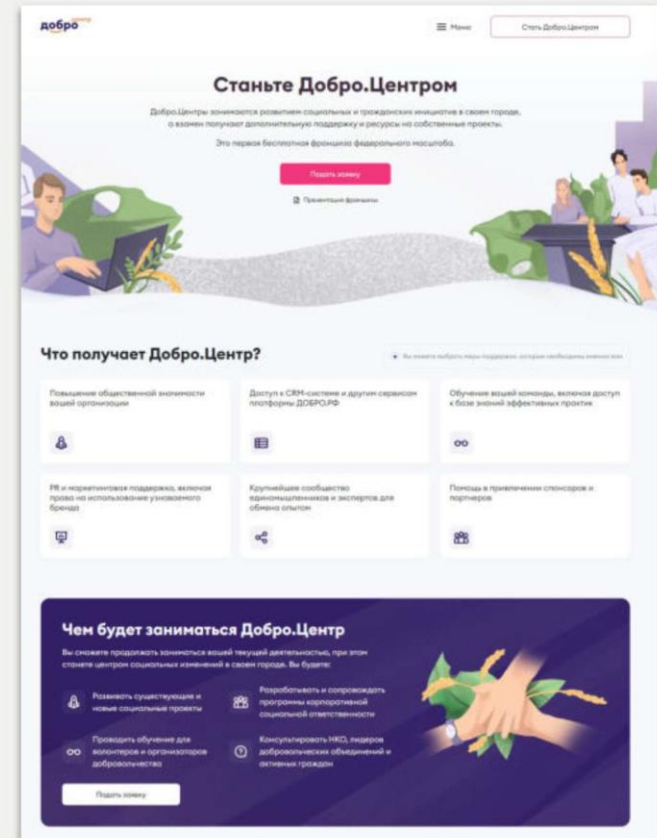 добро центр
Меню
Стать Добро.Центром
Станьте Добро.Центром
Добро.Центры занимаются развитием социальных и гражданских инициатив в своем городе,
а взамен получают дополнительную поддержку и ресурсы на собственные проекты.
Это первая бесплатная франшиза федерального масштаба.
Подать заявку
Презентация франшизы
Что получает Добро.Центр?
Вы можете выбрать меры поддержки, которые необходимы именно вам
Повышение общественной значимости
вашей организации
Доступ к CRM-системе и другим сервисам
платформы ДОБРО.РФ
Обучение вашей команды, включая доступ
к базе знаний эффективных практик
PR и маркетинговая поддержка, включая
право на использование узнаваемого
бренда
Крупнейшее сообщество
единомышленников и экспертов для
обмена опытом
Помощь в привлечении спонсоров и
партнеров
Чем будет заниматься Добро.Центр
Вы сможете продолжать заниматься вашей текущей деятельностью, при этом
станете центром социальных изменений в своем городе. Вы будете:
Развивать существующие и
новые социальные проекты
Разрабатывать и сопровождать
программы корпоративной
социальной ответственности
Проводить обучение для
волонтеров и организаторов
добровольчества
Консультировать НКО, лидеров
добровольческих объединений и
активных граждан
Подать заявку